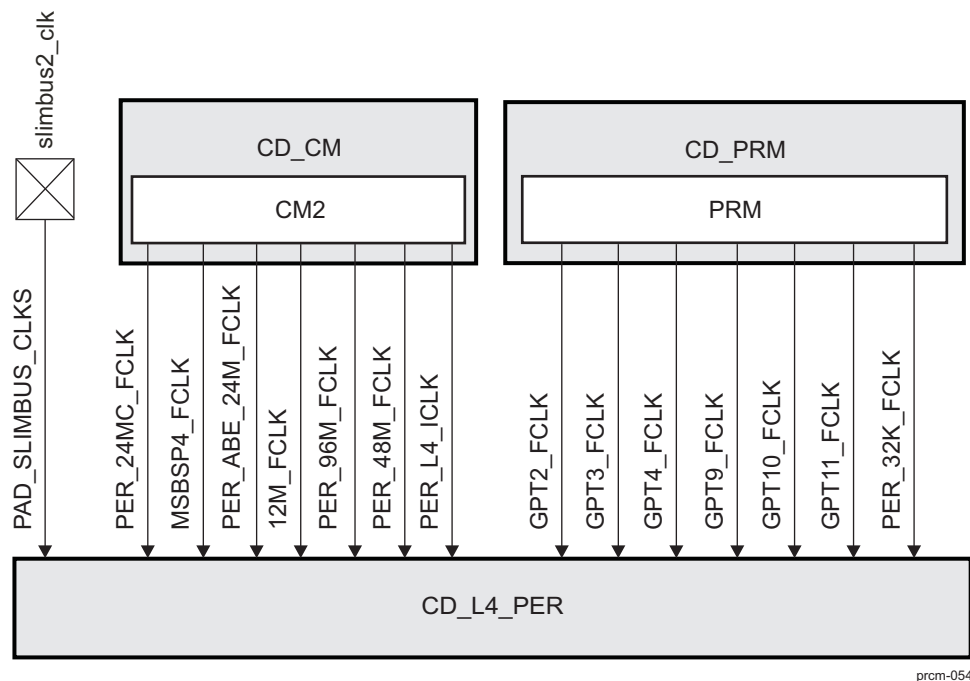 slimbus2_clk
CD_CM
CD_PRM
CM2
PRM
PAD_SLIMBUS_CLKS
PER_24MC_FCLK
MSBSP4_FCLK
PER_ABE_24M_FCLK
12M_FCLK
PER_96M_FCLK
PER_48M_FCLK
PER_L4_ICLK
GPT2_FCLK
GPT3_FCLK
GPT4_FCLK
GPT9_FCLK
GPT10_FCLK
GPT11_FCLK
PER_32K_FCLK
CD_L4_PER
prcm-054